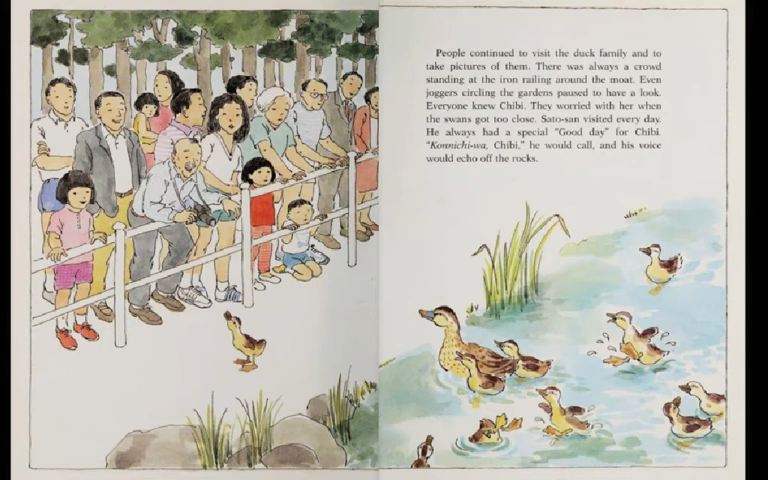 People continued to visit the duck family and to
take pictures of them. There was always a crowd
standing at the iron railing around the moat. Even
joggers circling the gardens paused to have a look.
Everyone knew Chibi. They worried with her when
the swans got too close. Sato-san visited every day.
He always had a special "Good day" for Chibi.
"Konnichi-wa, Chibi," he would call, and his voice
would echo off the rocks.